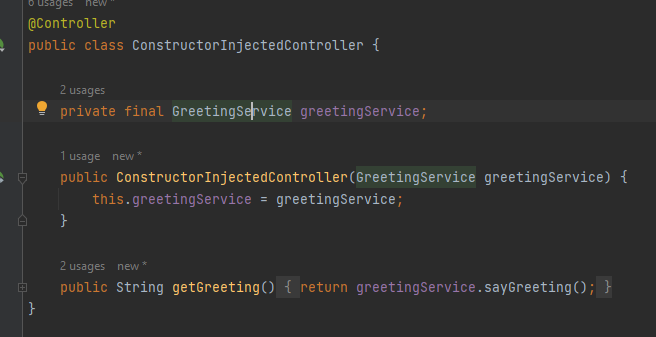 6 usages new *
@Controller
public class ConstructorInjectedController {
2 usages
private final GreetingService greetingService;
1 usage new *
public ConstructorInjectedController(GreetingService greetingService) {
this.greetingService = greetingService;
}
2 usages new *
public String getGreeting() { return greetingService.sayGreeting(); }
}